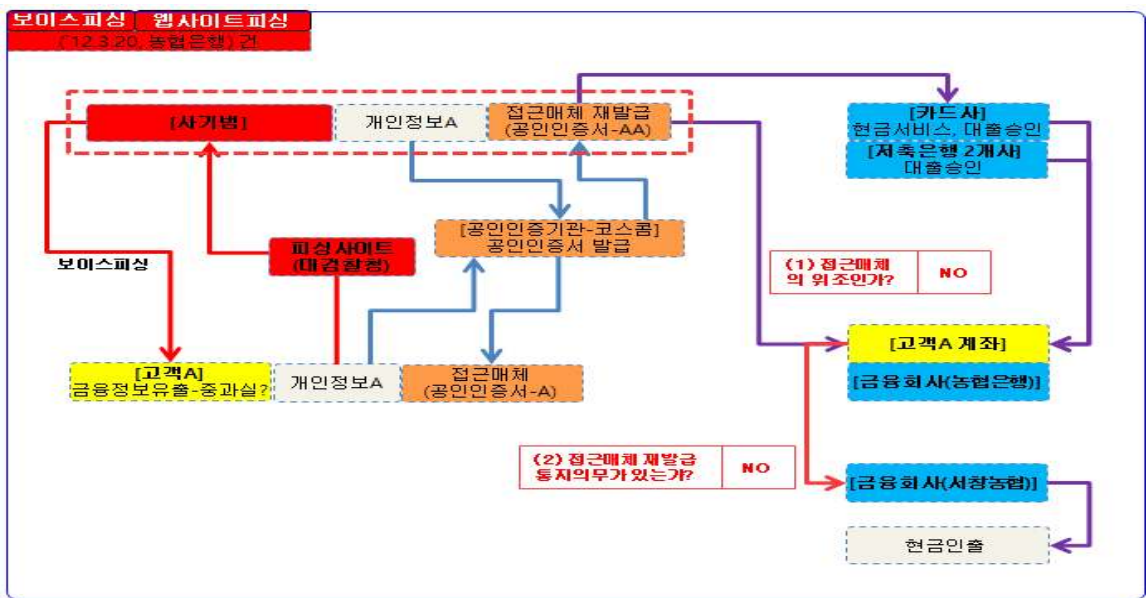 보이스피싱 웹사이트피싱
('12.3.20, 농협은행) 건
[사기범]
개인정보A
접근매체 재발급
(공인인증서-AA)
[카드사]
현금서비스, 대출승인
[저축은행 2개사]
대출승인
[공인인증기관-코스콤]
공인인증서 발급
피싱사이트
(대검찰청)
보이스피싱
(1) 접근매체
의 위조인가?
NO
[고객A]
금융정보유출-중과실?
개인정보A
접근매체
(공인인증서-A)
[고객A 계좌]
[금융회사(농협은행)]
(2) 접근매체 재발급
통지의무가 있는가?
NO
[금융회사(서창농협)]
현금인출